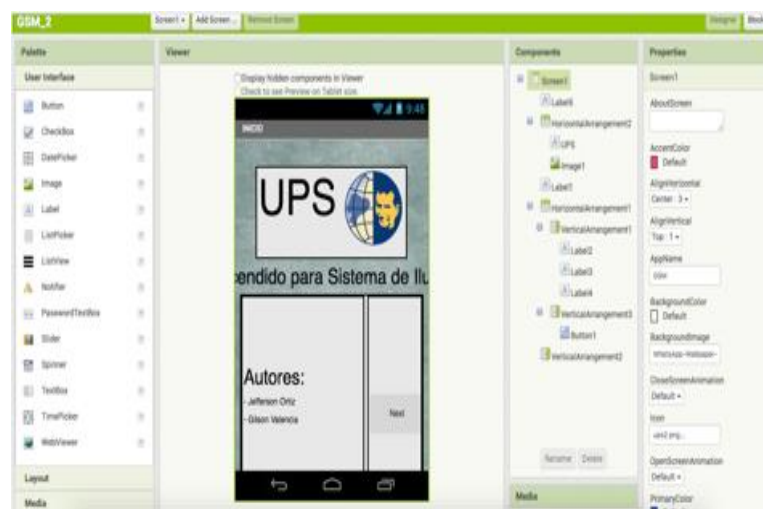 GSM_2
Screen1
Add Screen ...
Remove Screen
Designer
Palette
Viewer
Components
Properties
User Interface
Button
CheckBox
DatePicker
Image
Label
ListPicker
ListView
Notifier
PasswordTextBox
Slider
Spinner
TextBox
TimePicker
WebViewer
Layout
Media
Display hidden components in Viewer
Check to see Preview on Tablet size.
9:48
INICIO
UPS
endido para Sistema de Ilu
Autores:
- Jefferson Ortiz
- Gilson Valencia
Next
Screen1
HorizontalArrangement2
UPS
Image1
HorizontalArrangement1
VerticalArrangement1
Label2
Label3
Label4
VerticalArrangement3
Button1
VerticalArrangement2
Rename
Delete
Media
Screen1
AboutScreen
AccentColor
Default
AlignHorizontal
Center : 3
AlignVertical
Top : 1
AppName
BackgroundColor
Default
BackgroundImage
CloseScreenAnimation
Default
Icon
OpenScreenAnimation
Default
PrimaryColor